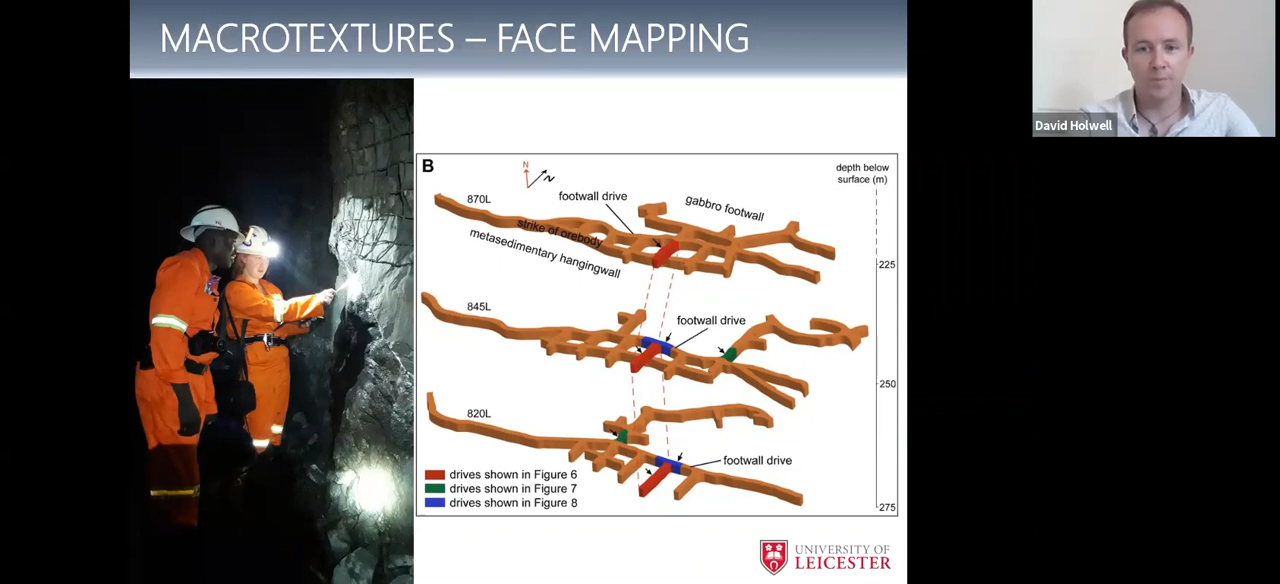 MACROTEXTURES – FACE MAPPING
David Holwell
B
N
N
depth below
surface (m)
870L
footwall drive
gabbro footwall
strike of orebody
metasedimentary hangingwall
225
845L
footwall drive
250
820L
footwall drive
drives shown in Figure 6
drives shown in Figure 7
drives shown in Figure 8
275
UNIVERSITY OF
LEICESTER